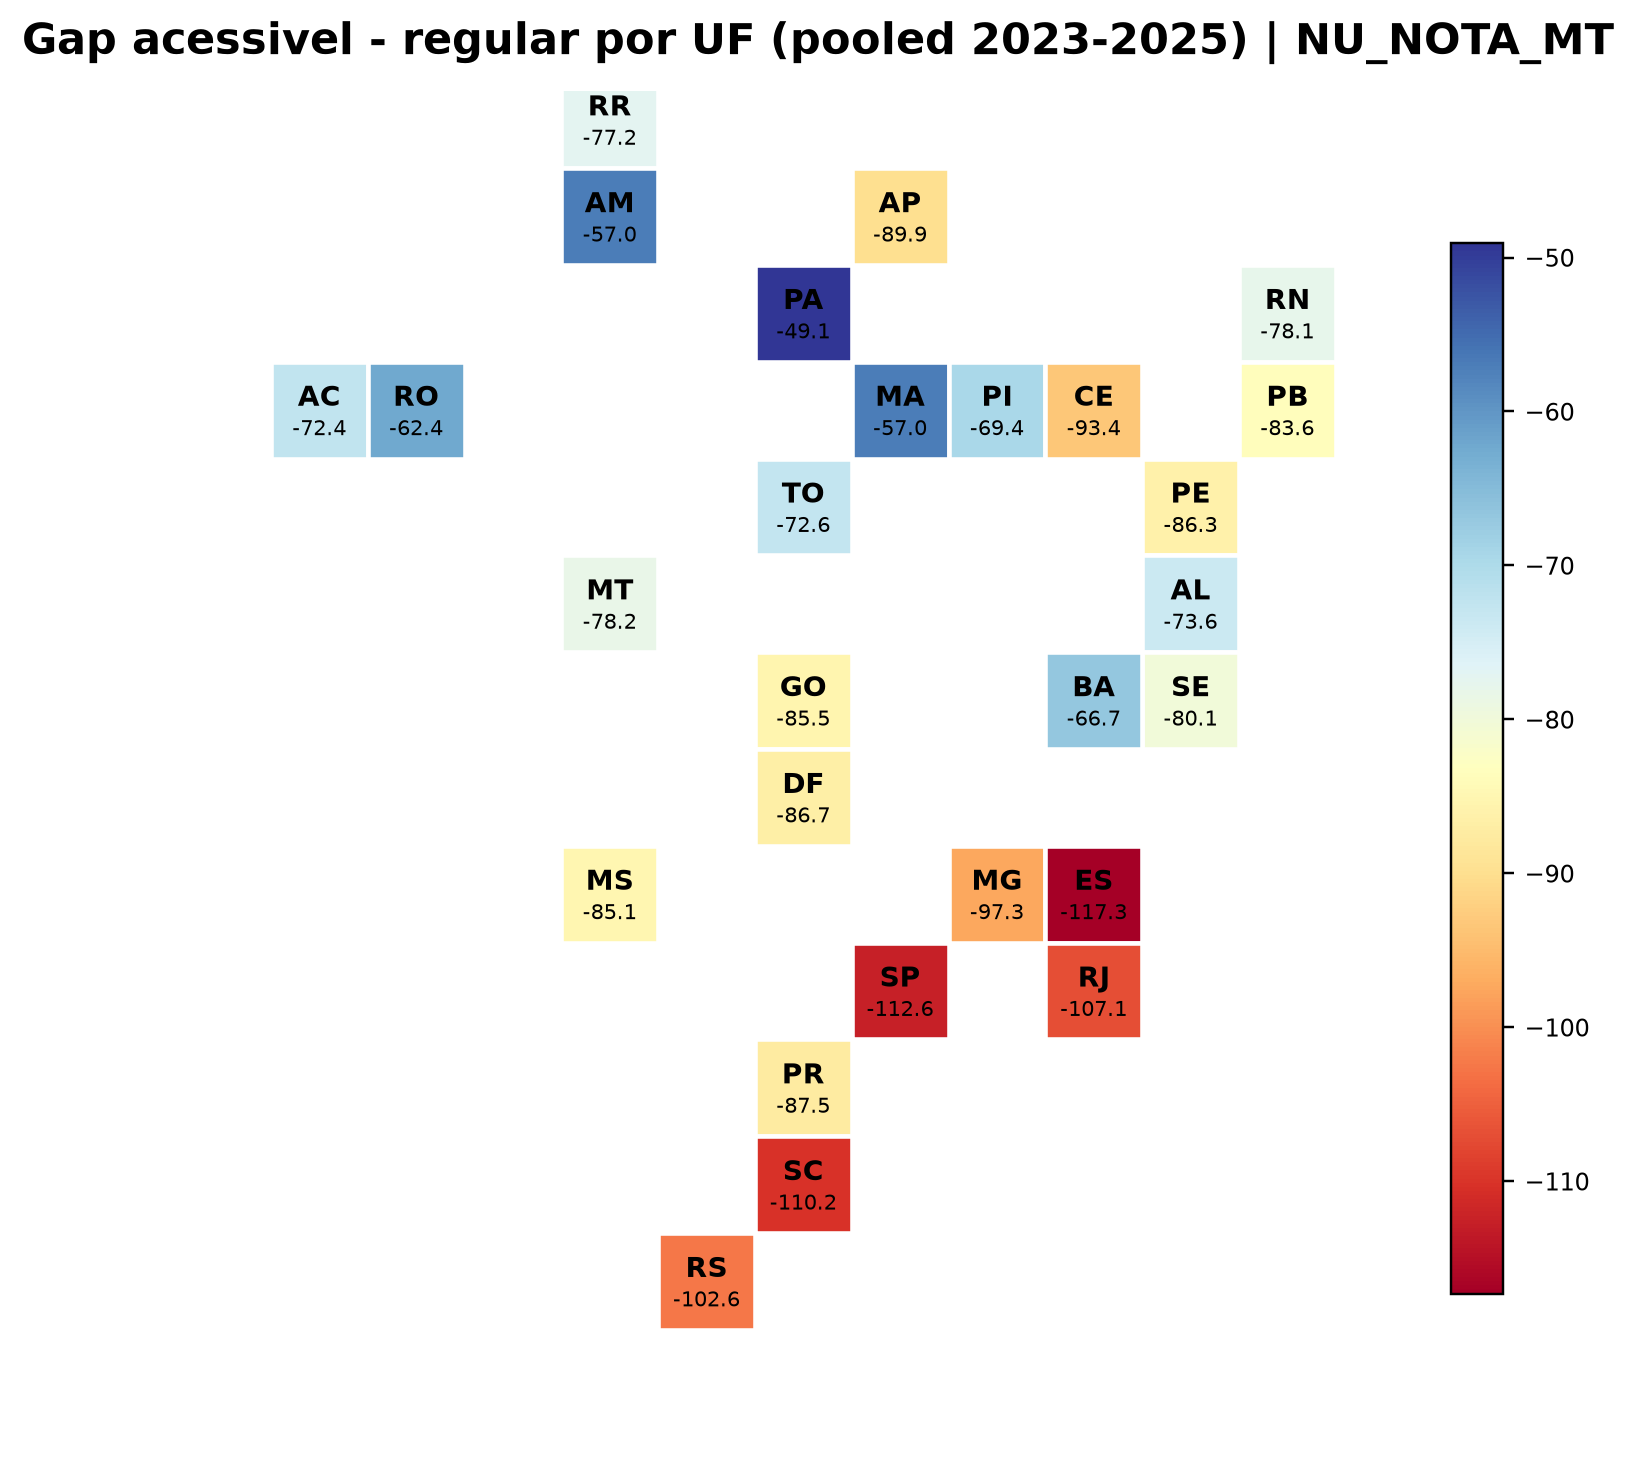 Gap acessivel - regular por UF (pooled 2023-2025) | NU_NOTA_MT
RR
-77.2
AM
-57.0
AP
-89.9
PA
-49.1
RN
-78.1
AC
-72.4
RO
-62.4
MA
-57.0
PI
-69.4
CE
-93.4
PB
-83.6
TO
-72.6
PE
-86.3
MT
-78.2
AL
-73.6
GO
-85.5
BA
-66.7
SE
-80.1
DF
-86.7
MS
-85.1
MG
-97.3
ES
-117.3
SP
-112.6
RJ
-107.1
PR
-87.5
SC
-110.2
RS
-102.6
−50
−60
−70
−80
−90
−100
−110